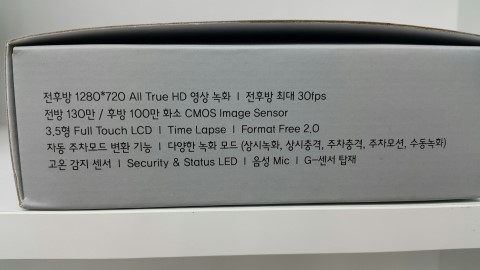 전후방 1280*720 All True HD 영상 녹화 | 전후방 최대 30fps
전방 130만 / 후방 100만 화소 CMOS Image Sensor
3.5형 Full Touch LCD | Time Lapse | Format Free 2.0
자동 주차모드 변환 기능 | 다양한 녹화 모드 (상시녹화, 상시충격, 주차충격, 주차모션, 수동녹화)
고온 감지 센서 | Security & Status LED | 음성 Mic | G-센서 탑재